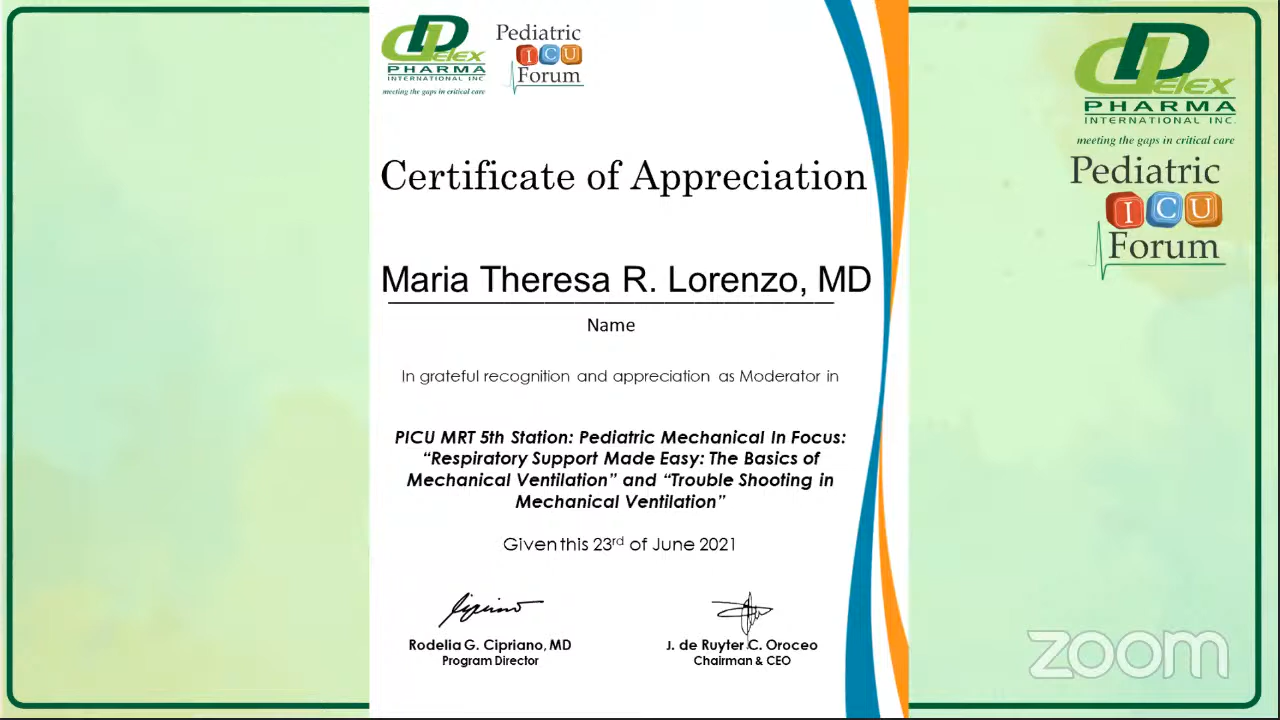 Delex
PHARMA
INTERNATIONAL INC
meeting the gaps in critical care
Pediatric
ICU
Forum
Certificate of Appreciation
Maria Theresa R. Lorenzo, MD
Name
In grateful recognition and appreciation as Moderator in
PICU MRT 5th Station: Pediatric Mechanical In Focus:
“Respiratory Support Made Easy: The Basics of
Mechanical Ventilation” and “Trouble Shooting in
Mechanical Ventilation”
Given this 23rd of June 2021
Cipriano
Rodelia G. Cipriano, MD
Program Director
J. de Ruyter C. Oroceo
Chairman & CEO
Delex
PHARMA
INTERNATIONAL INC.
meeting the gaps in critical care
Pediatric
ICU
Forum
zoom